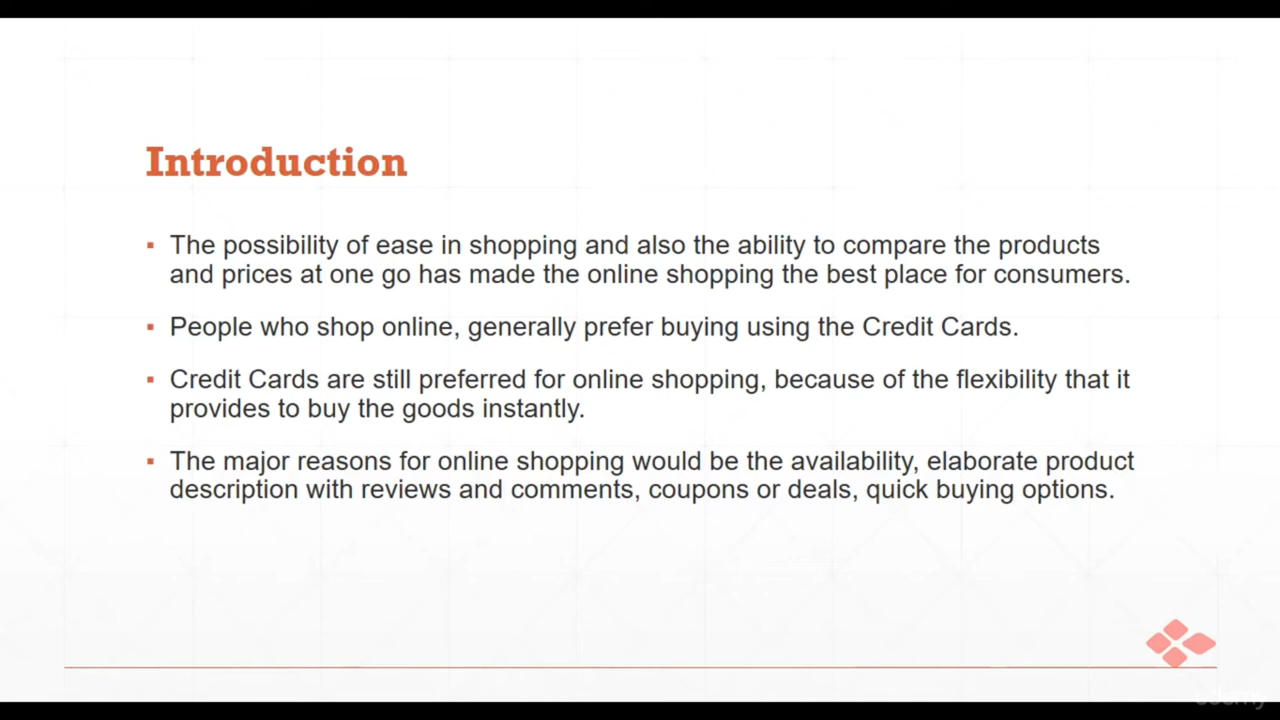 Introduction
▪ The possibility of ease in shopping and also the ability to compare the products
and prices at one go has made the online shopping the best place for consumers.
▪ People who shop online, generally prefer buying using the Credit Cards.
▪ Credit Cards are still preferred for online shopping, because of the flexibility that it
provides to buy the goods instantly.
▪ The major reasons for online shopping would be the availability, elaborate product
description with reviews and comments, coupons or deals, quick buying options.
udemy